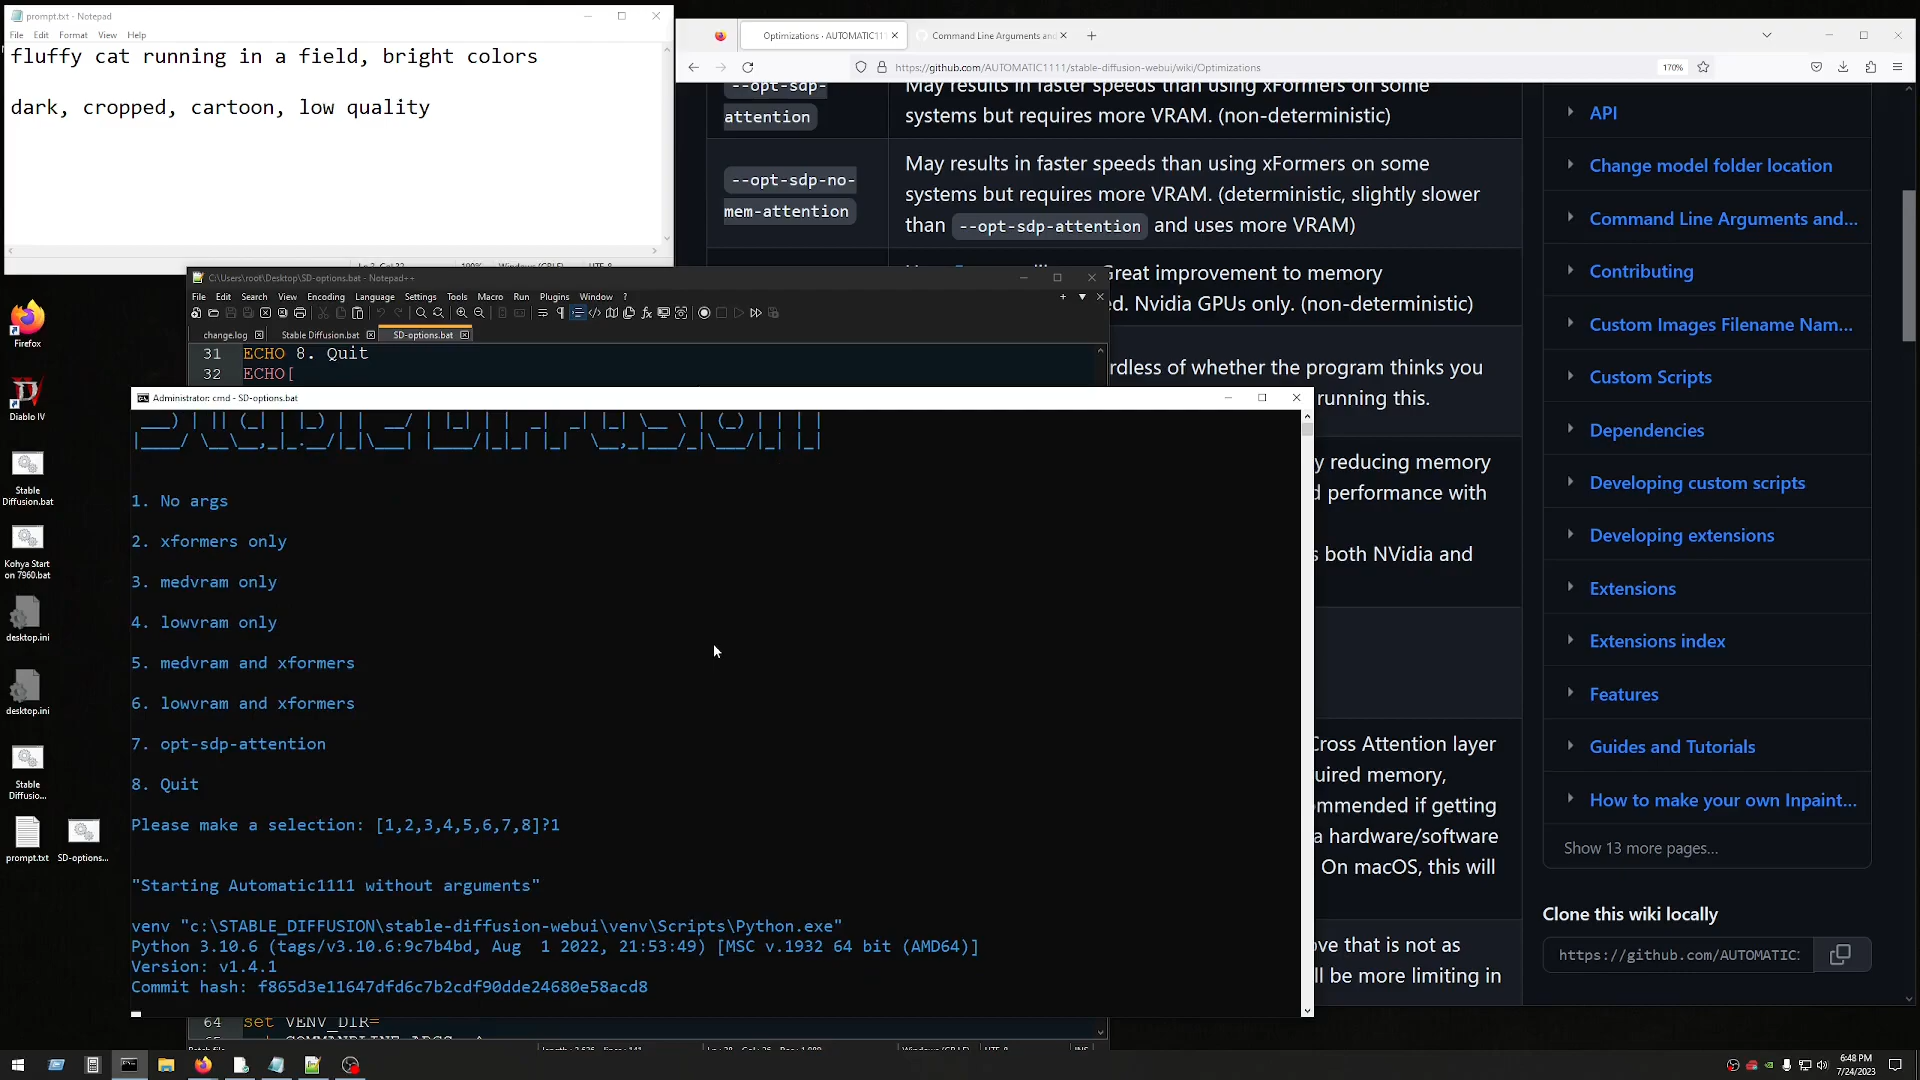 prompt.txt - Notepad
File Edit Format View Help
fluffy cat running in a field, bright colors
dark, cropped, cartoon, low quality
Optimizations · AUTOMATIC111
Command Line Arguments and
https://github.com/AUTOMATIC1111/stable-diffusion-webui/wiki/Optimizations
170%
--opt-sdp-
attention
May results in faster speeds than using xFormers on some
systems but requires more VRAM. (non-deterministic)
--opt-sdp-no-
mem-attention
May results in faster speeds than using xFormers on some
systems but requires more VRAM. (deterministic, slightly slower
than --opt-sdp-attention and uses more VRAM)
Great improvement to memory
d. Nvidia GPUs only. (non-deterministic)
rdless of whether the program thinks you
running this.
y reducing memory
d performance with
s both NVidia and
Cross Attention layer
uired memory,
mmended if getting
a hardware/software
On macOS, this will
ove that is not as
ll be more limiting in
API
Change model folder location
Command Line Arguments and...
Contributing
Custom Images Filename Nam...
Custom Scripts
Dependencies
Developing custom scripts
Developing extensions
Extensions
Extensions index
Features
Guides and Tutorials
How to make your own Inpaint...
Show 13 more pages...
Clone this wiki locally
https://github.com/AUTOMATIC:
C:\Users\root\Desktop\SD-options.bat - Notepad++
File Edit Search View Encoding Language Settings Tools Macro Run Plugins Window ?
change.log
Stable Diffusion.bat
SD-options.bat
31 ECHO 8. Quit
32 ECHO[
Administrator: cmd - SD-options.bat
1. No args
2. xformers only
3. medvram only
4. lowvram only
5. medvram and xformers
6. lowvram and xformers
7. opt-sdp-attention
8. Quit
Please make a selection: [1,2,3,4,5,6,7,8]?1
"Starting Automatic1111 without arguments"
venv "c:\STABLE_DIFFUSION\stable-diffusion-webui\venv\Scripts\Python.exe"
Python 3.10.6 (tags/v3.10.6:9c7b4bd, Aug  1 2022, 21:53:49) [MSC v.1932 64 bit (AMD64)]
Version: v1.4.1
Commit hash: f865d3e11647dfd6c7b2cdf90dde24680e58acd8
64 set VENV_DIR=
Firefox
Diablo IV
Stable
Diffusion.bat
Kohya Start
on 7960.bat
desktop.ini
desktop.ini
Stable
Diffusio...
prompt.txt
SD-options...
6:48 PM
7/24/2023